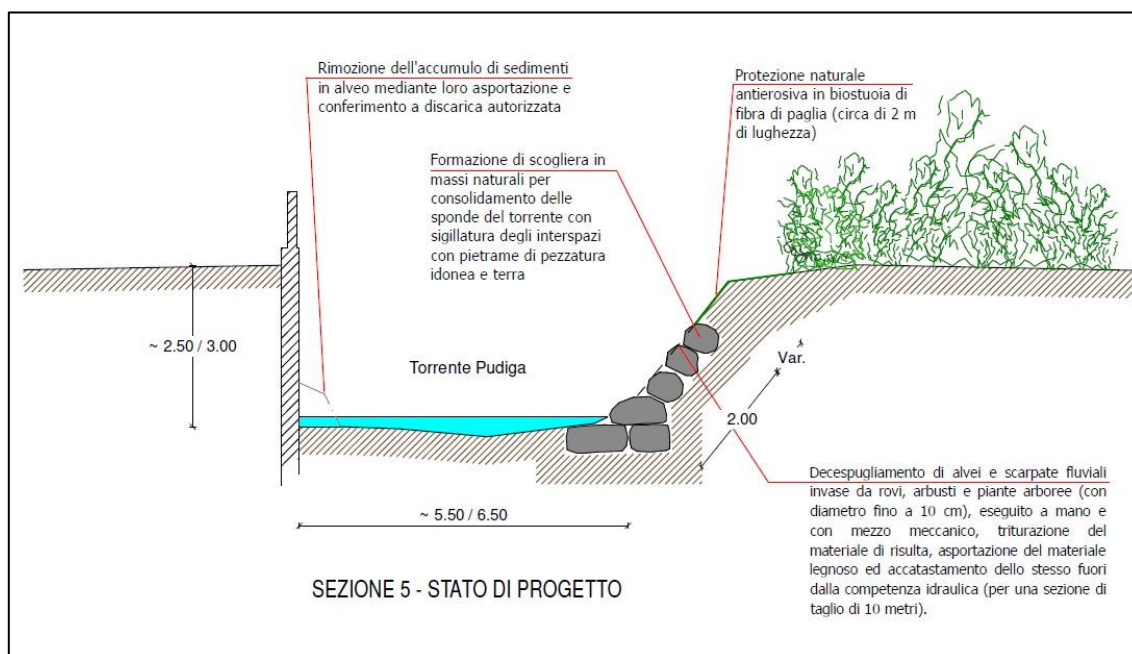 Rimozione dell'accumulo di sedimenti
in alveo mediante loro asportazione e
conferimento a discarica autorizzata
Protezione naturale
antierosiva in biostuoia di
fibra di paglia (circa di 2 m
di lughezza)
Formazione di scogliera in
massi naturali per
consolidamento delle
sponde del torrente con
sigillatura degli interspazi
con pietrame di pezzatura
idonea e terra
~ 2.50 / 3.00
Torrente Pudiga
Var.
2.00
~ 5.50 / 6.50
Decespugliamento di alvei e scarpate fluviali
invase da rovi, arbusti e piante arboree (con
diametro fino a 10 cm), eseguito a mano e
con mezzo meccanico, triturazione del
materiale di risulta, asportazione del materiale
legnoso ed accatastamento dello stesso fuori
dalla competenza idraulica (per una sezione di
taglio di 10 metri).
SEZIONE 5 - STATO DI PROGETTO